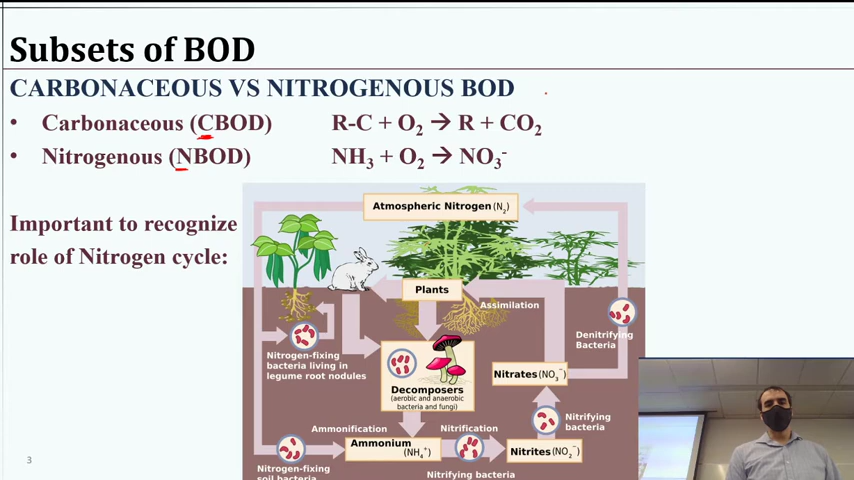 Subsets of BOD
CARBONACEOUS VS NITROGENOUS BOD
• Carbonaceous (CBOD) R-C + O₂ → R + CO₂
• Nitrogenous (NBOD) NH₃ + O₂ → NO₃⁻
Important to recognize
role of Nitrogen cycle:
Atmospheric Nitrogen (N₂)
Plants
Assimilation
Denitrifying
Bacteria
Nitrogen-fixing
bacteria living in
legume root nodules
Decomposers
(aerobic and anaerobic
bacteria and fungi)
Nitrates (NO₃⁻)
Nitrifying
bacteria
Ammonification
Nitrification
Ammonium
(NH₄⁺)
Nitrites (NO₂⁻)
Nitrogen-fixing
soil bacteria
Nitrifying bacteria
3